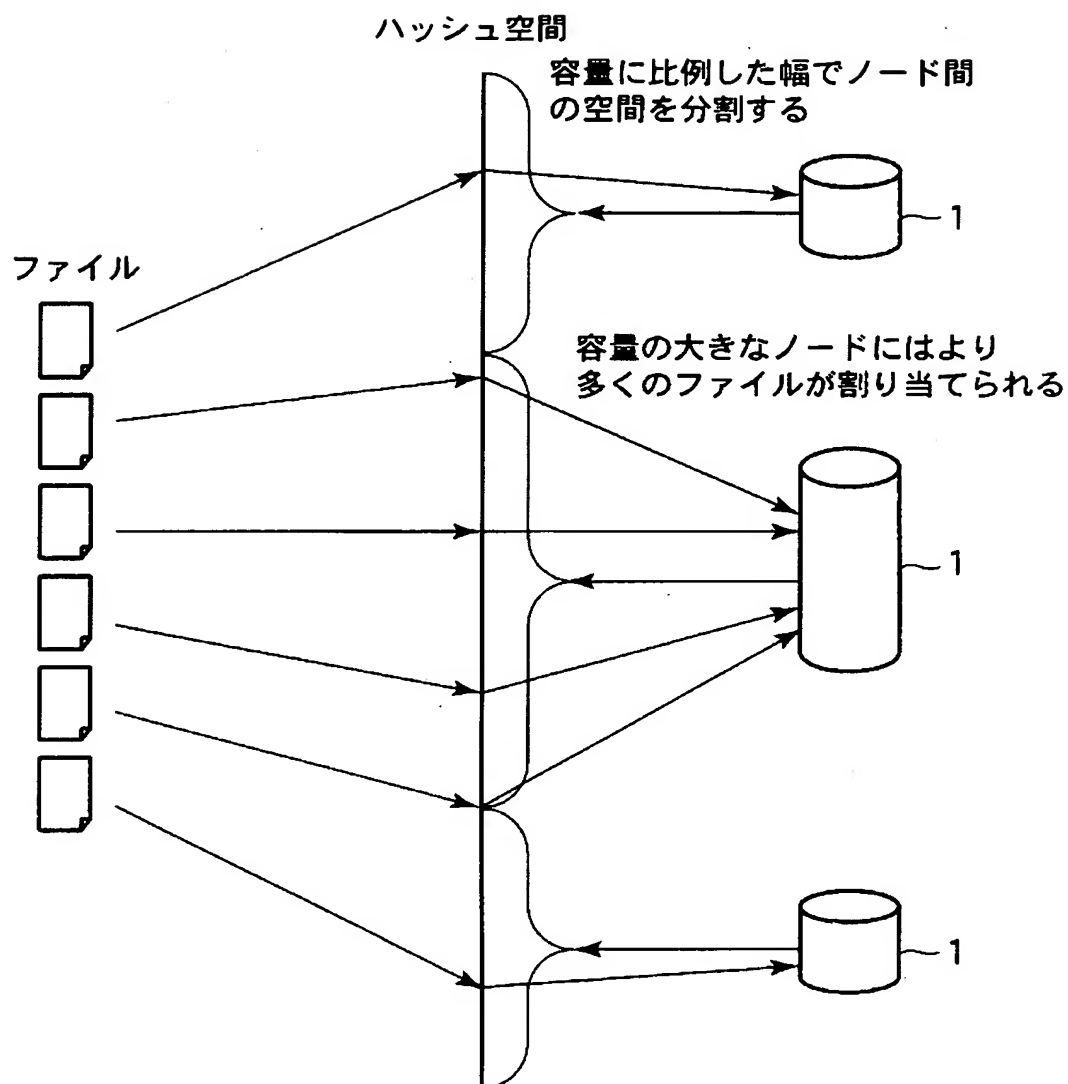 ハッシュ空間
容量に比例した幅でノード間
の空間を分割する
1
ファイル
容量の大きなノードにはより
多くのファイルが割り当てられる
1
1